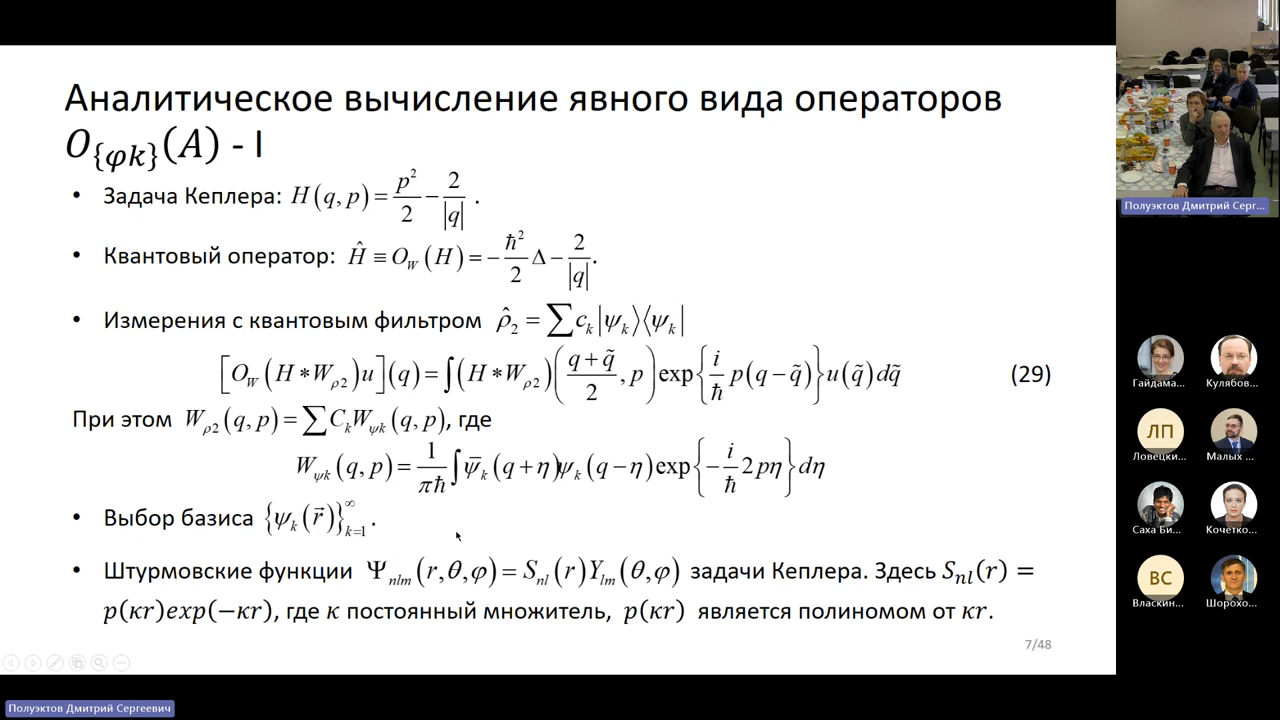 Аналитическое вычисление явного вида операторов
O_{φk}(A) - I
• Задача Кеплера: H(q, p) = p²/2 − 2/|q| .
• Квантовый оператор: Ĥ ≡ O_W(H) = −ℏ²/2 Δ − 2/|q|.
• Измерения с квантовым фильтром ρ̂₂ = ∑ c_k |ψ_k⟩⟨ψ_k|
[O_W(H ∗ W_ρ2)u](q) = ∫(H ∗ W_ρ2)((q + q̃)/2, p) exp{i/ℏ p(q − q̃)} u(q̃)dq̃ (29)
При этом W_ρ2(q, p) = ∑ C_k W_ψk(q, p), где
W_ψk(q, p) = 1/(πℏ) ∫ ψ̄_k(q + η)ψ_k(q − η) exp{−i/ℏ 2pη} dη
• Выбор базиса {ψ_k(r⃗)}_{k=1}^∞ .
• Штурмовские функции Ψ_nlm(r, θ, φ) = S_nl(r)Y_lm(θ, φ) задачи Кеплера. Здесь S_nl(r) =
p(κr)exp(−κr), где κ постоянный множитель, p(κr) является полиномом от κr.
7/48
Полуэктов Дмитрий Сергеевич
Полуэктов Дмитрий Серг...
Гайдама...
Кулябов...
ЛП
Ловецки...
Малых ...
Саха Би...
Кочетко...
ВС
Власкин...
Шорохо...